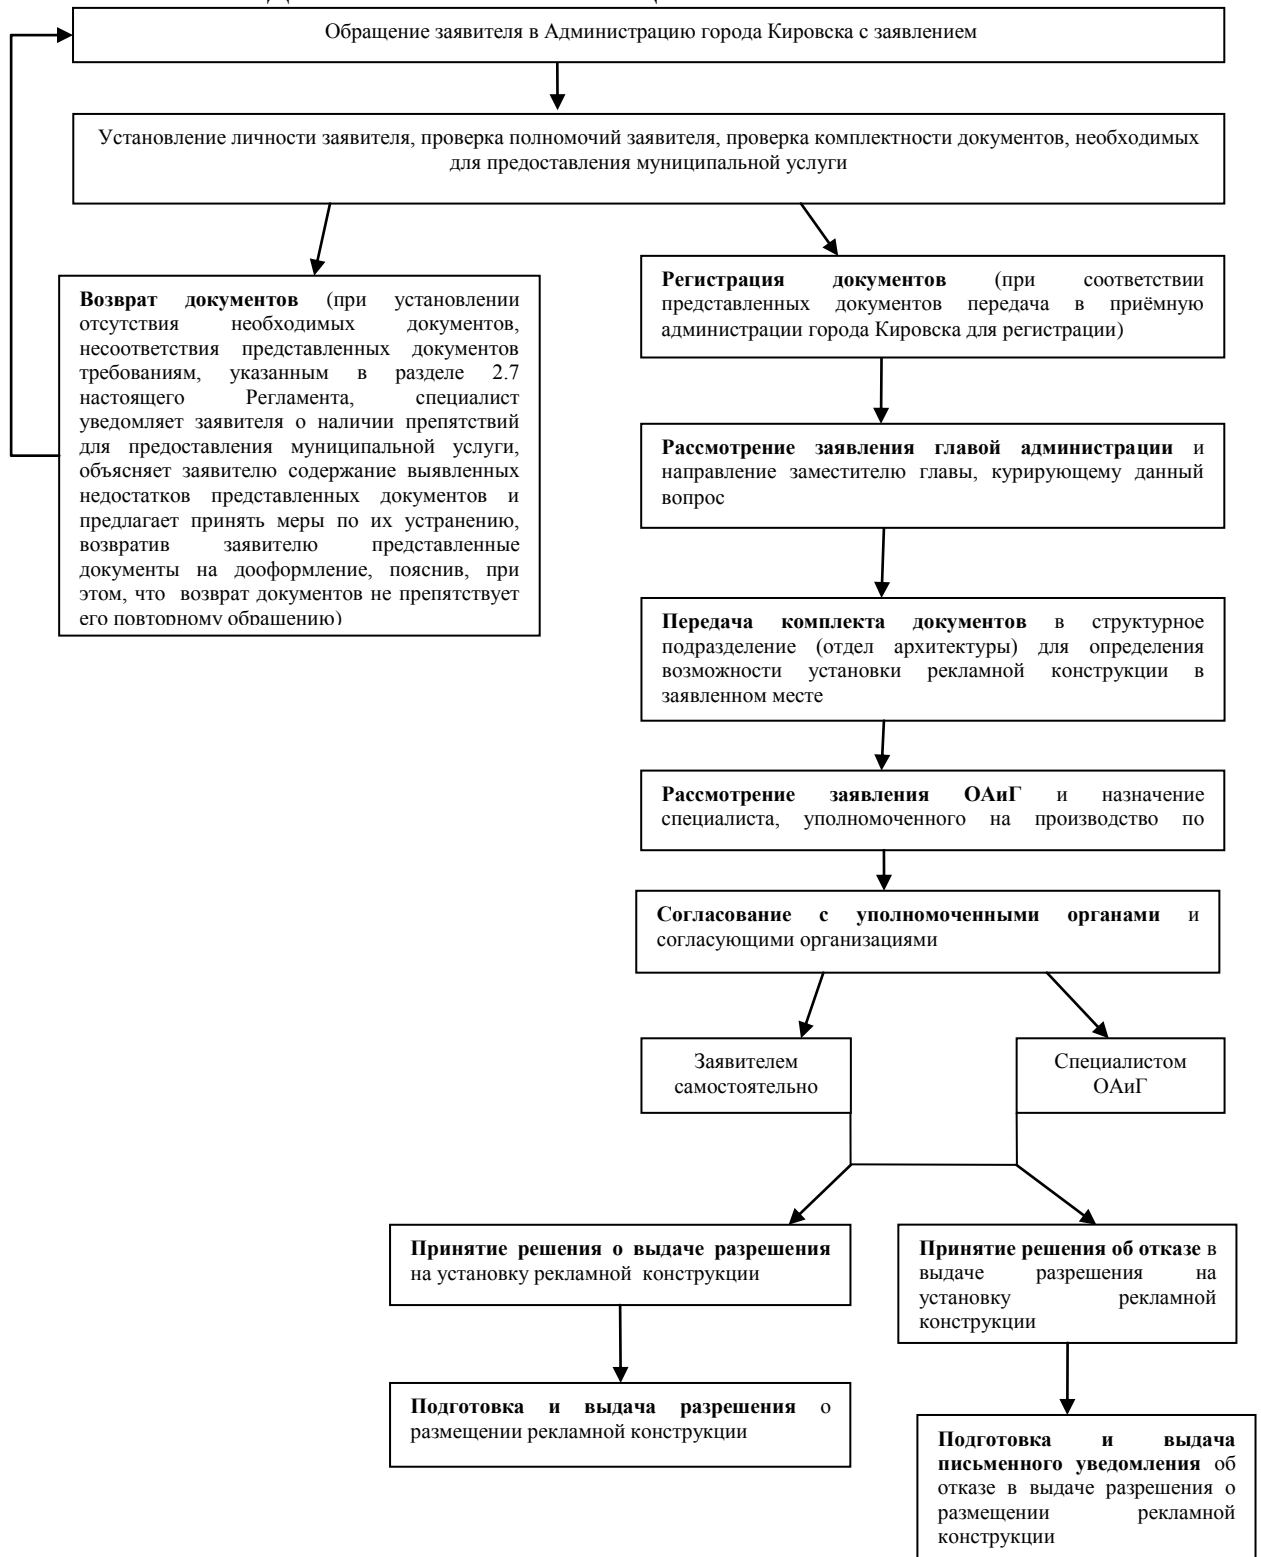 Обращение заявителя в Администрацию города Кировска с заявлением
Установление личности заявителя, проверка полномочий заявителя, проверка комплектности документов, необходимых
для предоставления муниципальной услуги
Возврат документов (при установлении
отсутствия необходимых документов,
несоответствия представленных документов
требованиям, указанным в разделе 2.7
настоящего Регламента, специалист
уведомляет заявителя о наличии препятствий
для предоставления муниципальной услуги,
объясняет заявителю содержание выявленных
недостатков представленных документов и
предлагает принять меры по их устранению,
возвратив заявителю представленные
документы на дооформление, пояснив, при
этом, что возврат документов не препятствует
его повторному обращению)
Регистрация документов (при соответствии
представленных документов передача в приёмную
администрации города Кировска для регистрации)
Рассмотрение заявления главой администрации и
направление заместителю главы, курирующему данный
вопрос
Передача комплекта документов в структурное
подразделение (отдел архитектуры) для определения
возможности установки рекламной конструкции в
заявленном месте
Рассмотрение заявления ОАиГ и назначение
специалиста, уполномоченного на производство по
Согласование с уполномоченными органами и
согласующими организациями
Заявителем
самостоятельно
Специалистом
ОАиГ
Принятие решения о выдаче разрешения
на установку рекламной конструкции
Принятие решения об отказе в
выдаче разрешения на
установку рекламной
конструкции
Подготовка и выдача разрешения о
размещении рекламной конструкции
Подготовка и выдача
письменного уведомления об
отказе в выдаче разрешения о
размещении рекламной
конструкции